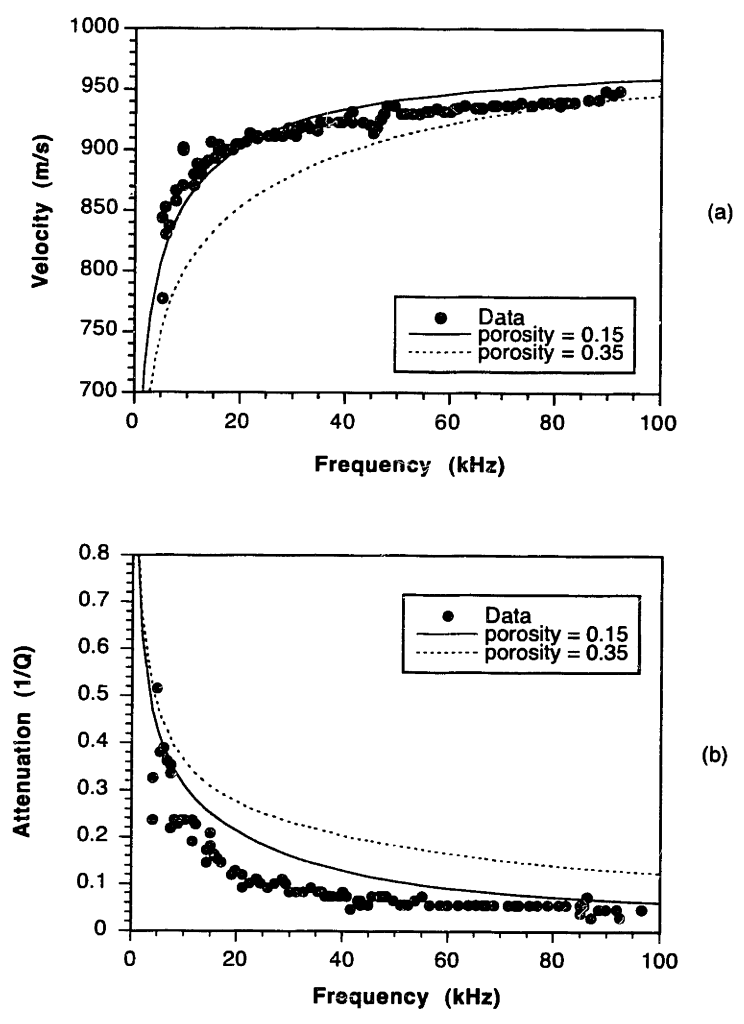 1000
950
900
850
800
750
700
Velocity (m/s)
Data
porosity = 0.15
porosity = 0.35
(a)
0 20 40 60 80 100
Frequency (kHz)
0.8
0.7
0.6
0.5
0.4
0.3
0.2
0.1
0
Attenuation (1/Q)
Data
porosity = 0.15
porosity = 0.35
(b)
0 20 40 60 80 100
Frequency (kHz)